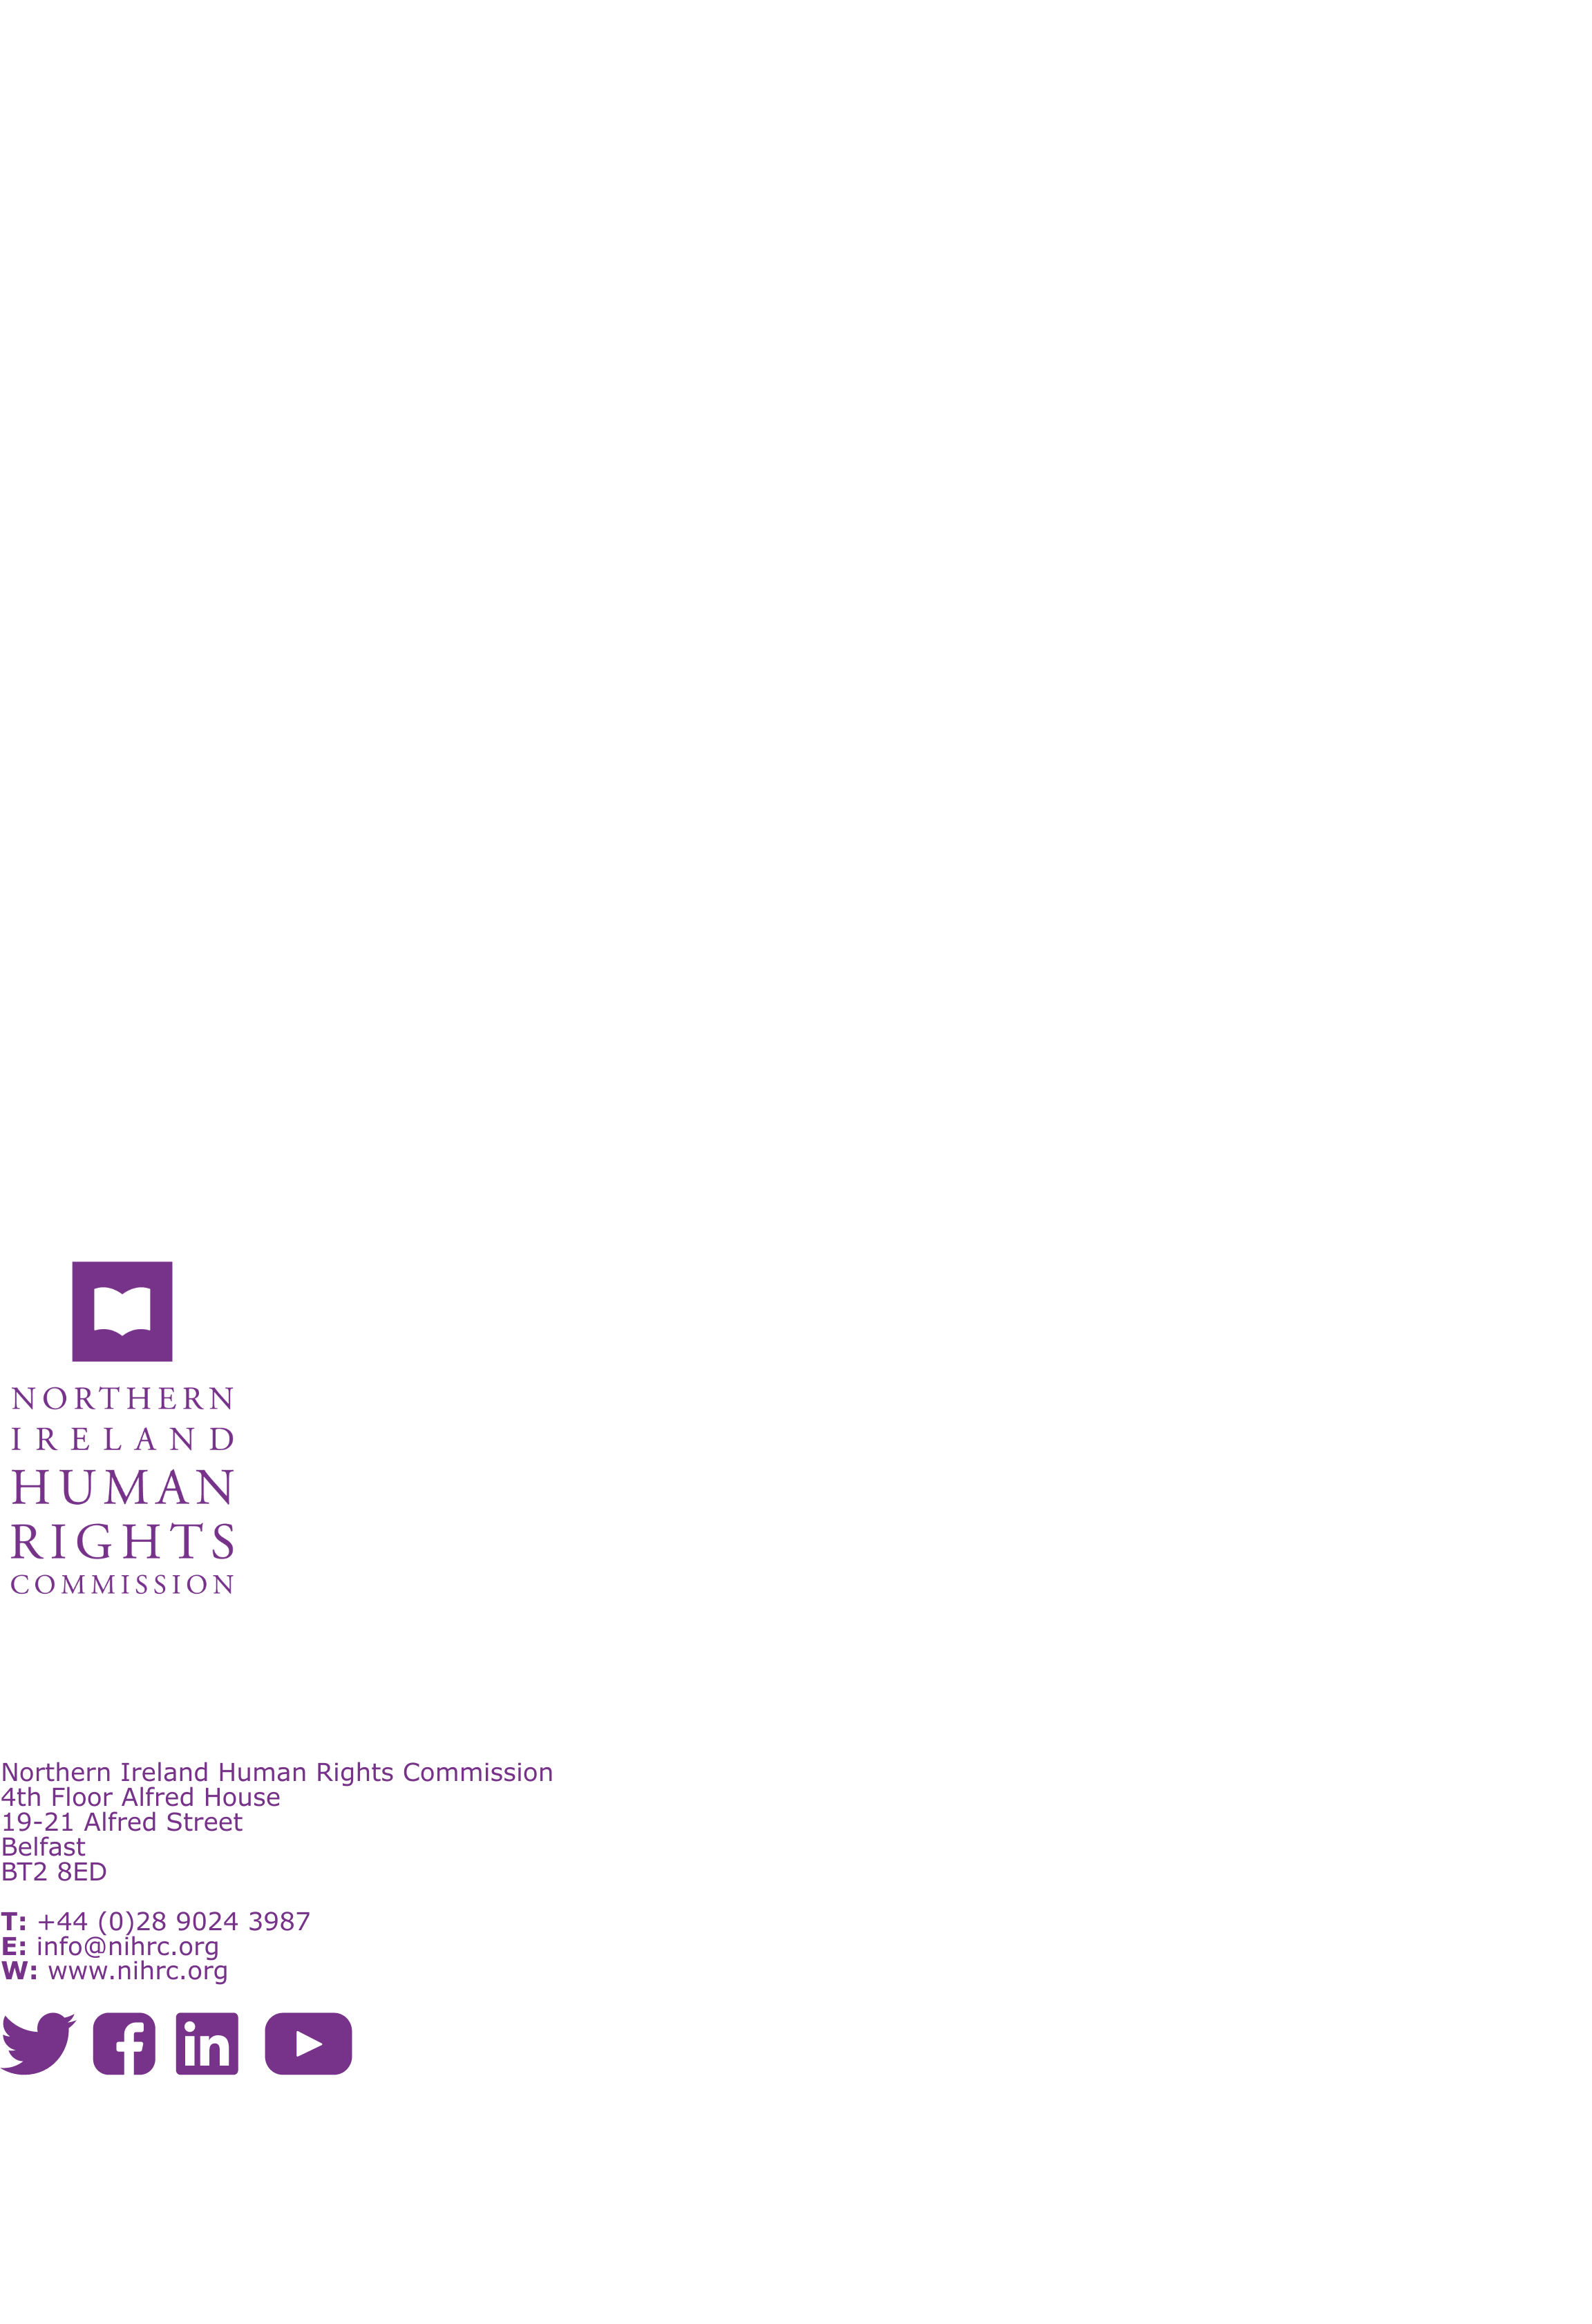 NORTHERN
IRELAND
HUMAN
RIGHTS
COMMISSION
Northern Ireland Human Rights Commission
4th Floor Alfred House
19-21 Alfred Street
Belfast
BT2 8ED
T: +44 (0)28 9024 3987
E: info@nihrc.org
W: www.nihrc.org